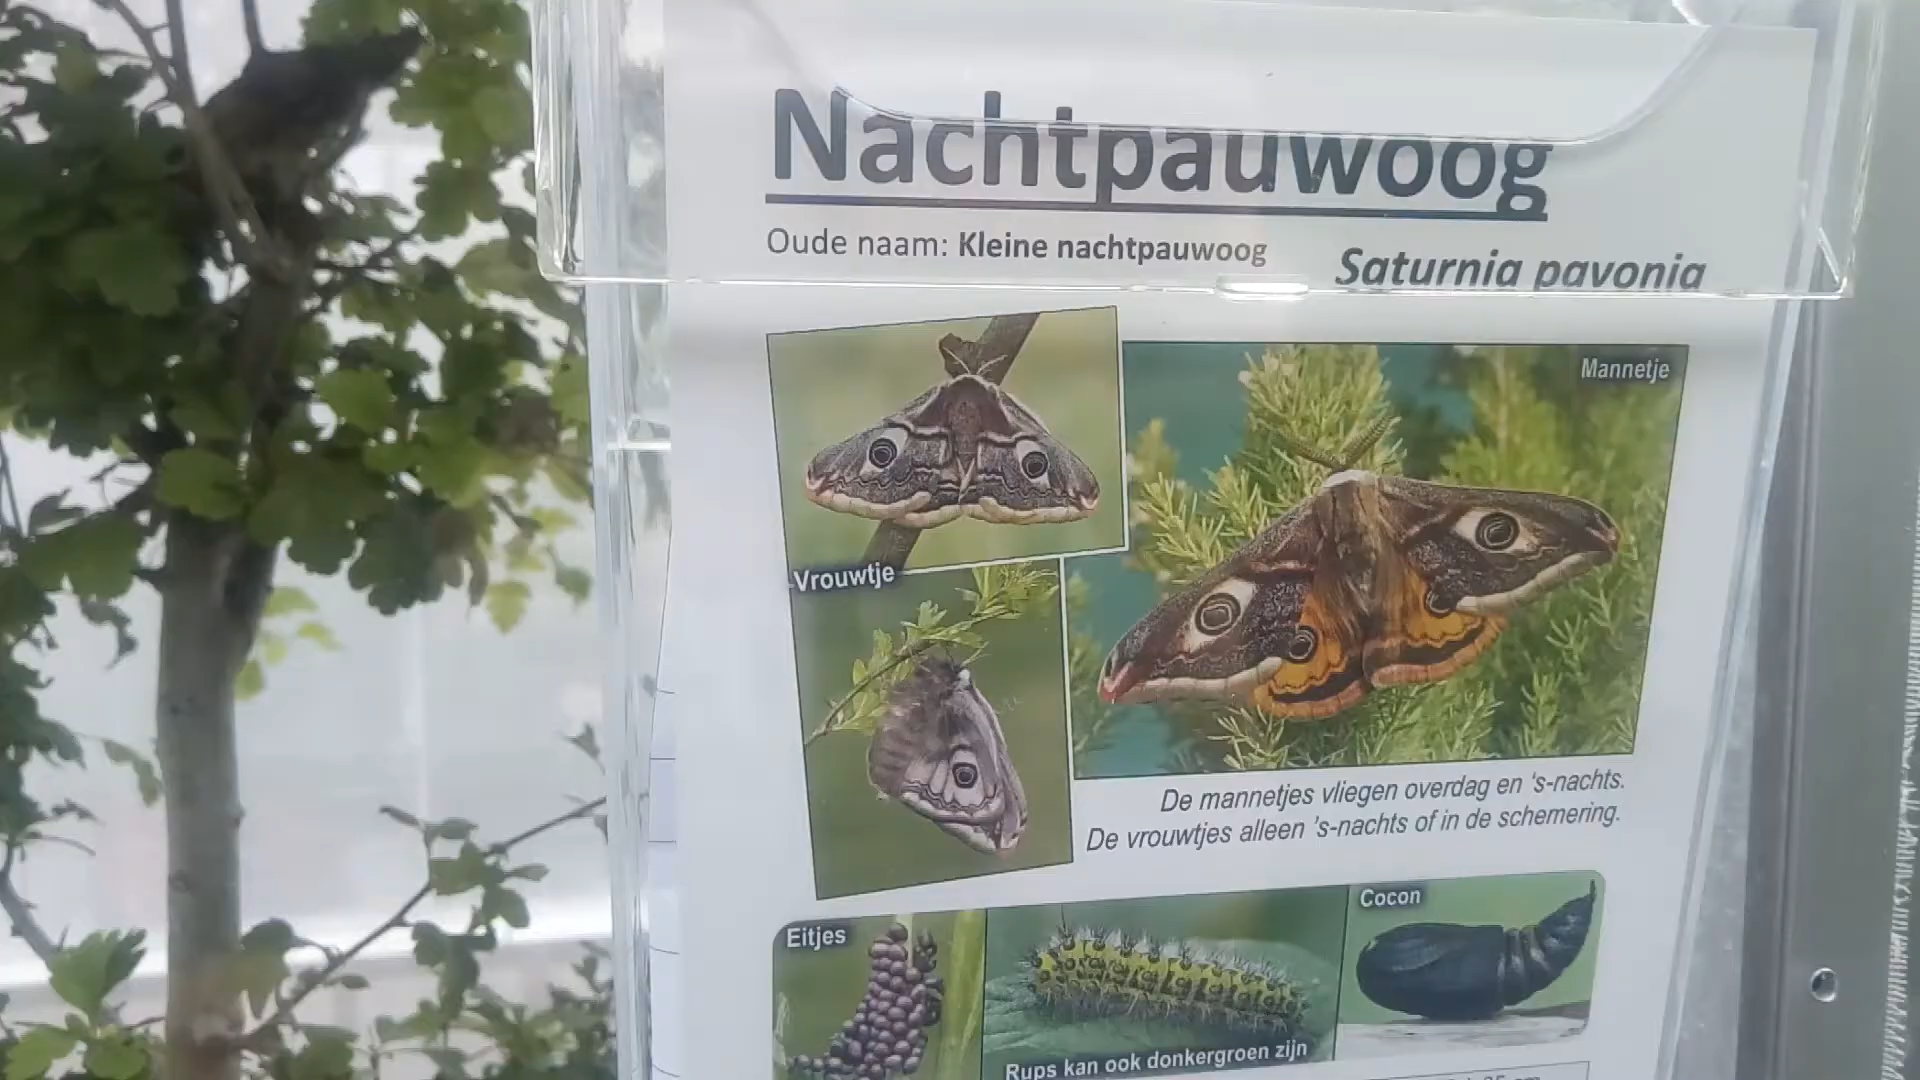 Nachtpauwoog
Oude naam: Kleine nachtpauwoog
Saturnia pavonia
Mannetje
Vrouwtje
De mannetjes vliegen overdag en 's-nachts.
De vrouwtjes alleen 's-nachts of in de schemering.
Eitjes
Cocon
Rups kan ook donkergroen zijn